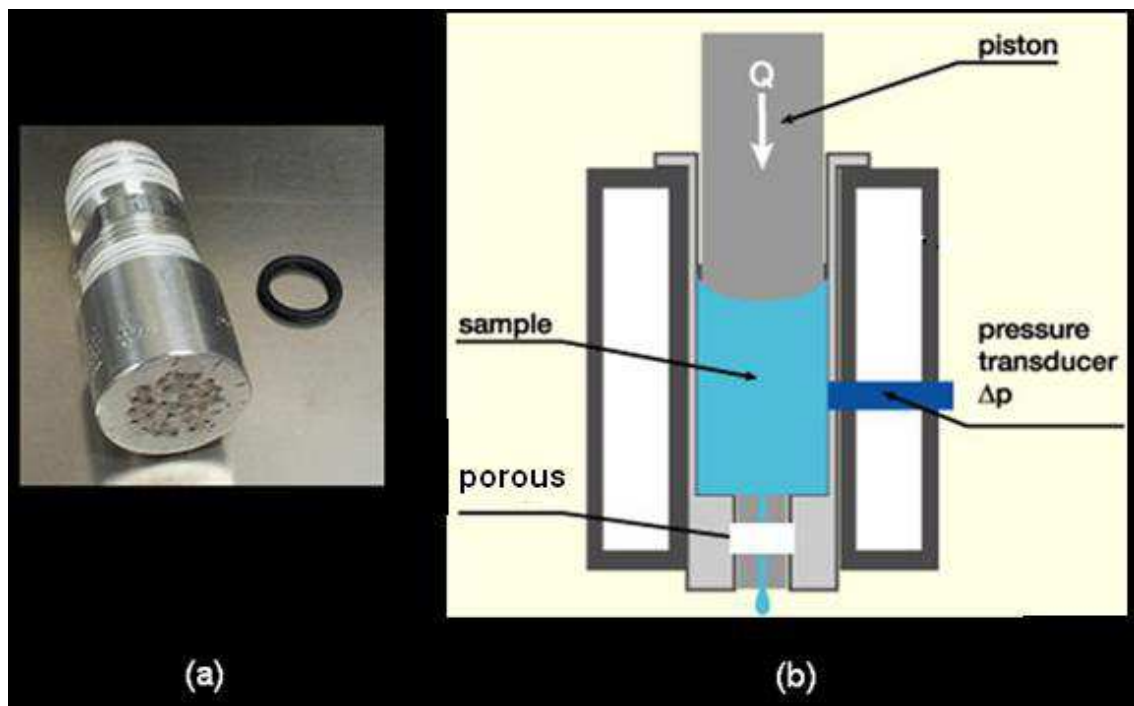 piston
Q
sample
pressure
transducer
Δp
porous
(a)
(b)